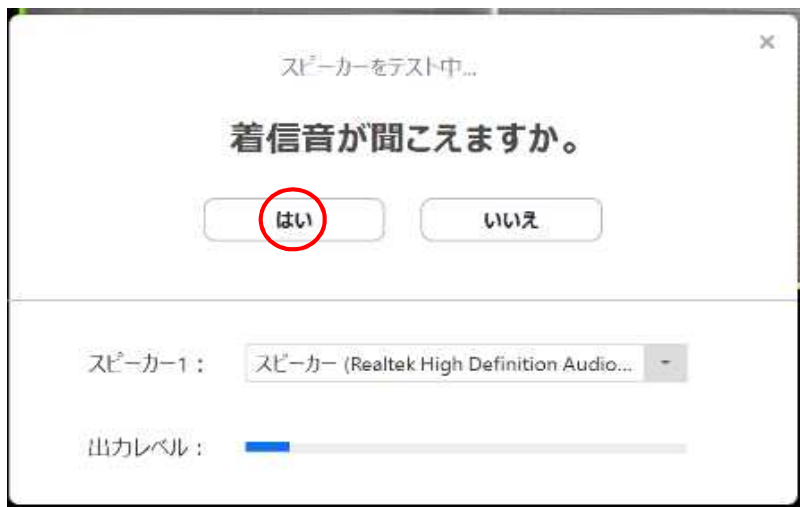 スピーカーをテスト中...
着信音が聞こえますか。
はい いいえ
スピーカー1： スピーカー (Realtek High Definition Audio...
出力レベル：